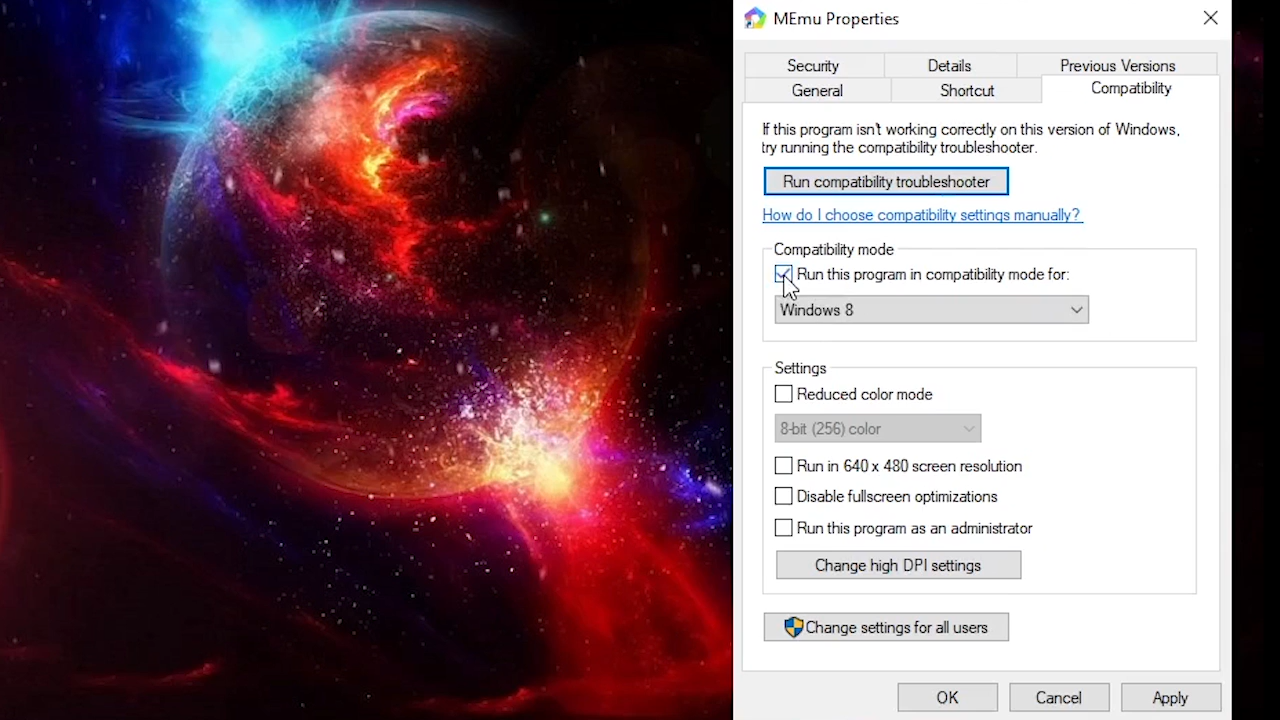 MEmu Properties
Security
Details
Previous Versions
General
Shortcut
Compatibility
If this program isn't working correctly on this version of Windows,
try running the compatibility troubleshooter.
Run compatibility troubleshooter
How do I choose compatibility settings manually?
Compatibility mode
Run this program in compatibility mode for:
Windows 8
Settings
Reduced color mode
8-bit (256) color
Run in 640 x 480 screen resolution
Disable fullscreen optimizations
Run this program as an administrator
Change high DPI settings
Change settings for all users
OK
Cancel
Apply